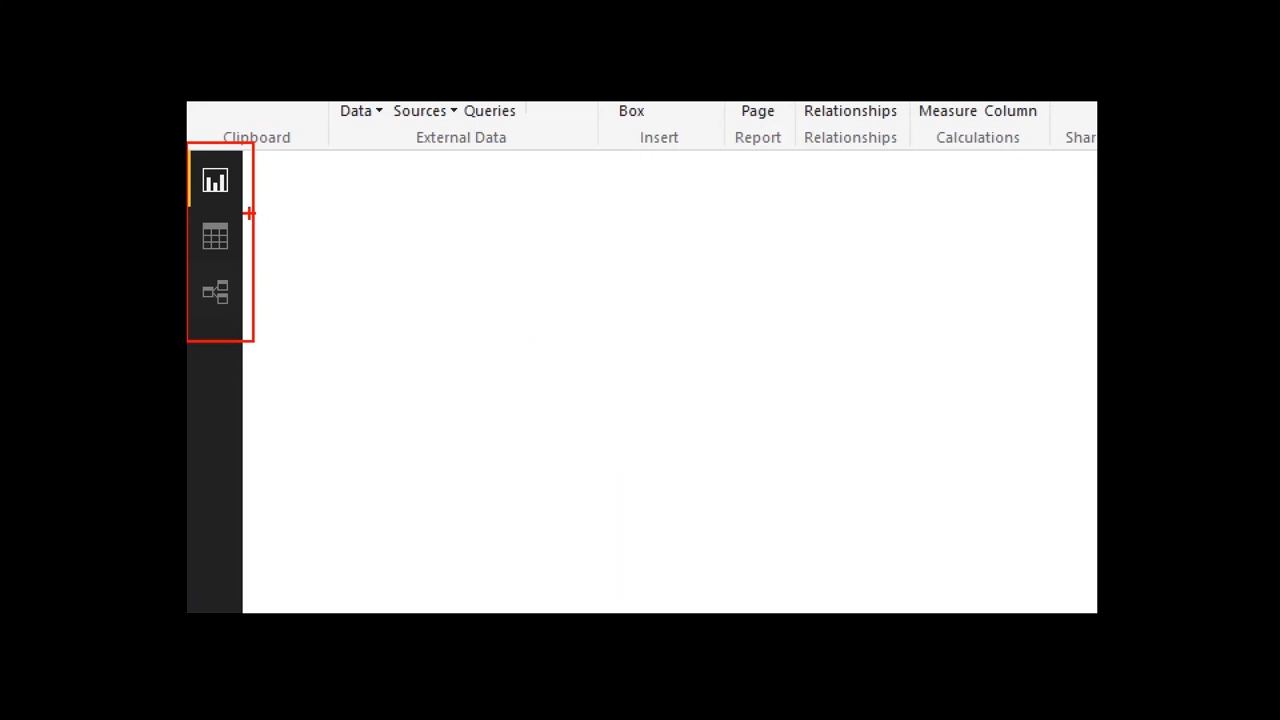 Data Sources Queries Box Page Relationships Measure Column
Clipboard External Data Insert Report Relationships Calculations Shar